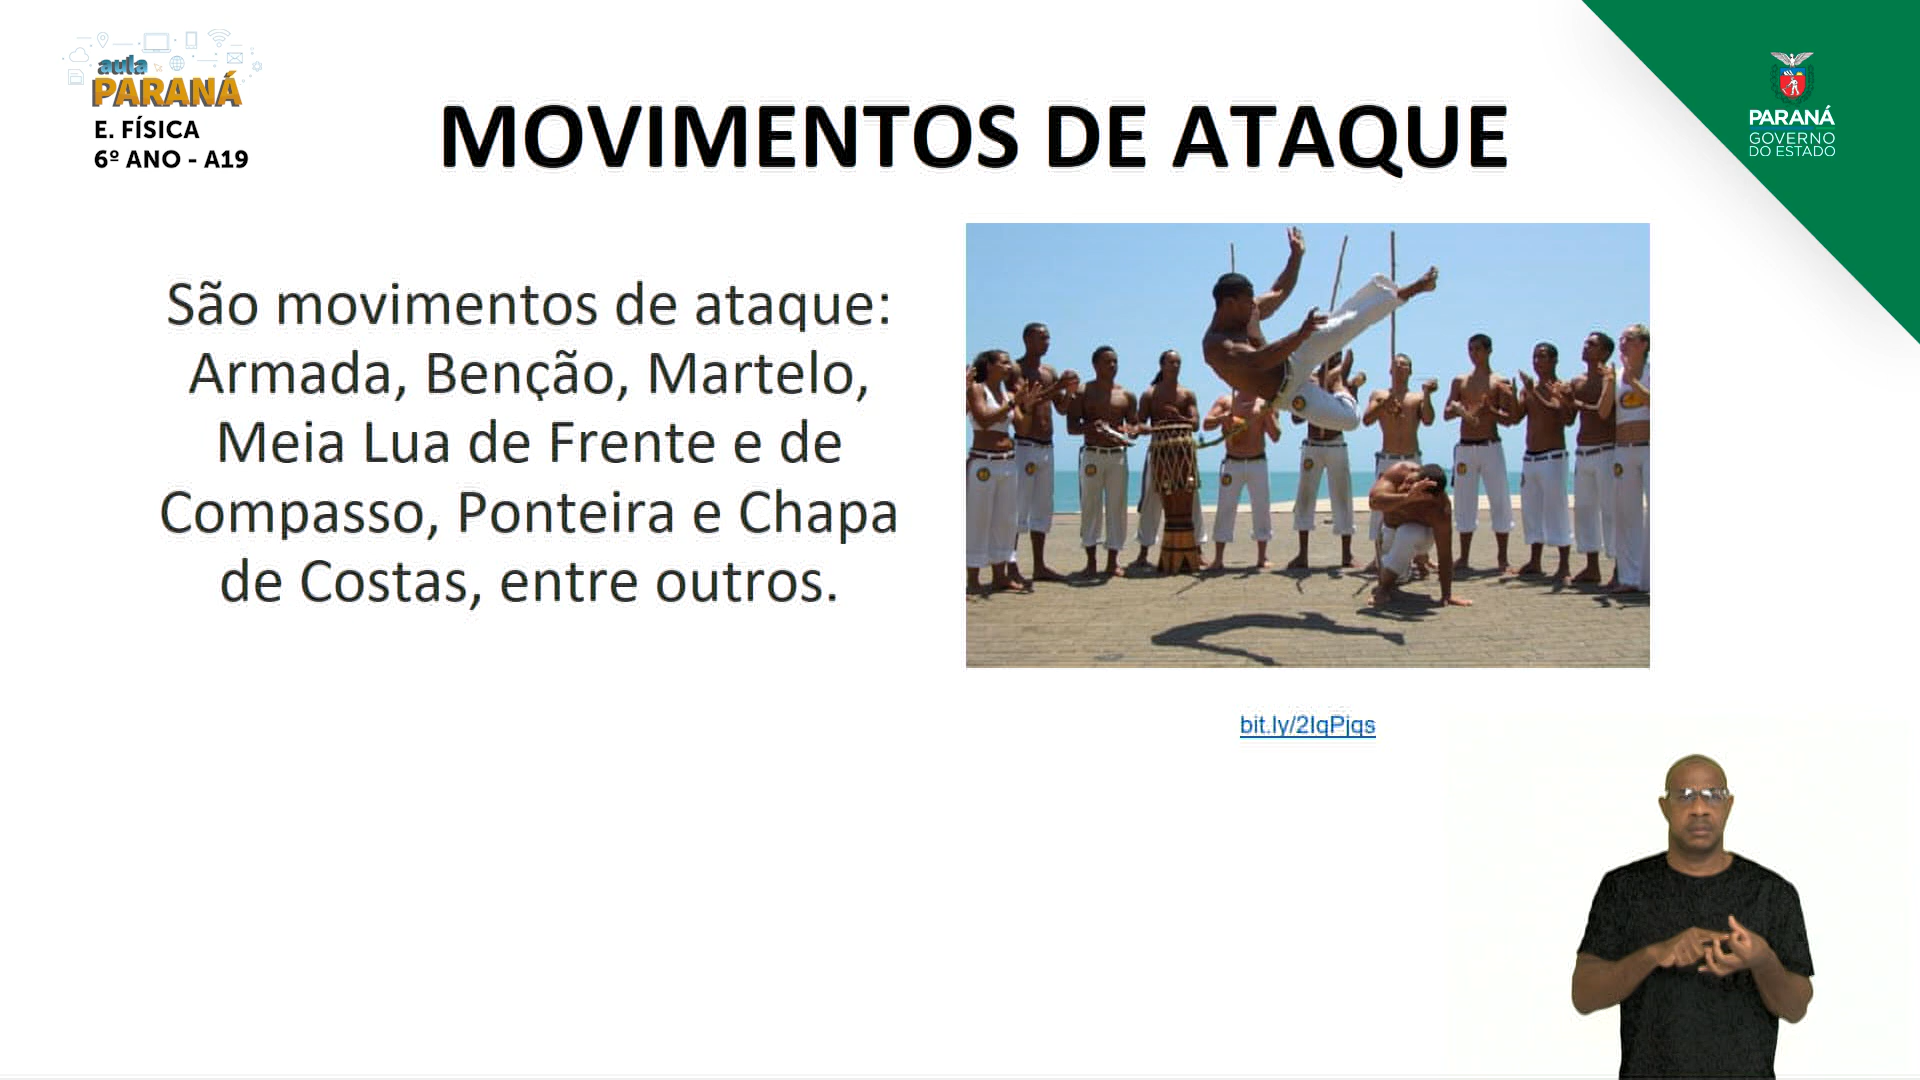 aula
PARANÁ
E. FÍSICA
6º ANO - A19
MOVIMENTOS DE ATAQUE
PARANÁ
GOVERNO
DO ESTADO
São movimentos de ataque:
Armada, Benção, Martelo,
Meia Lua de Frente e de
Compasso, Ponteira e Chapa
de Costas, entre outros.
bit.ly/2IqPjqs